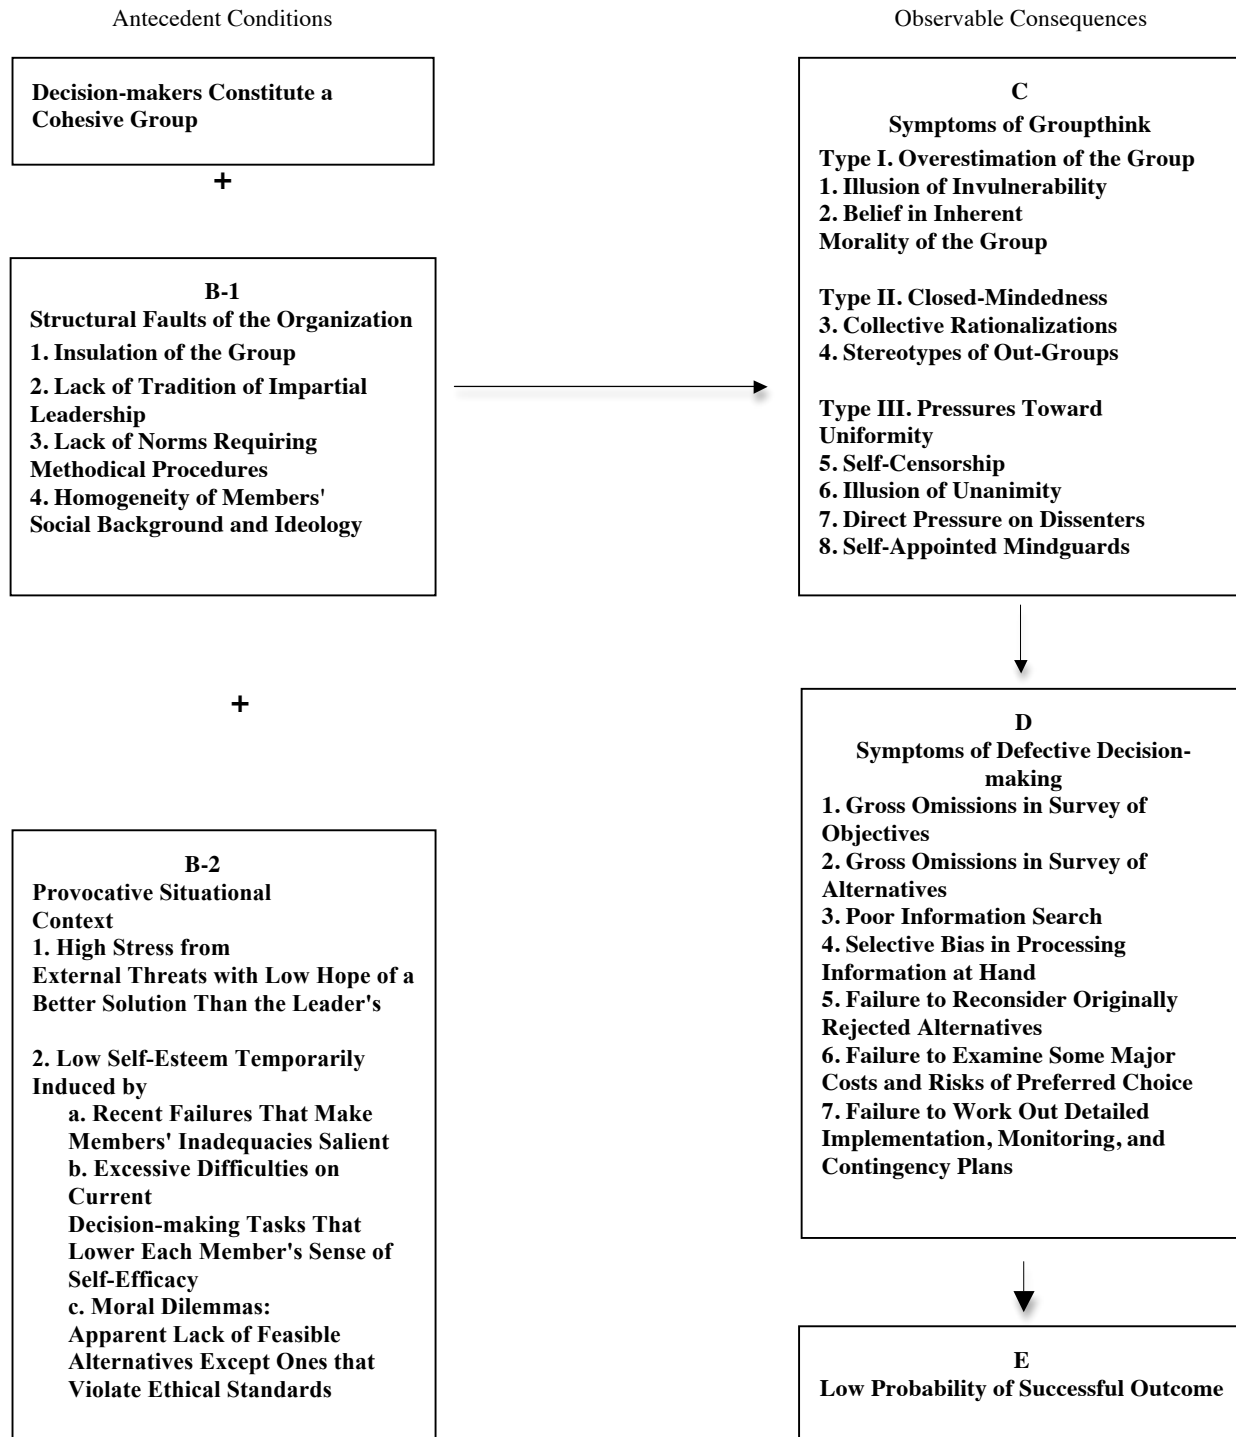 Antecedent Conditions
Decision-makers Constitute a
Cohesive Group
+
B-1
Structural Faults of the Organization
1. Insulation of the Group
2. Lack of Tradition of Impartial
Leadership
3. Lack of Norms Requiring
Methodical Procedures
4. Homogeneity of Members'
Social Background and Ideology
+
B-2
Provocative Situational
Context
1. High Stress from
External Threats with Low Hope of a
Better Solution Than the Leader's
2. Low Self-Esteem Temporarily
Induced by
a. Recent Failures That Make
Members' Inadequacies Salient
b. Excessive Difficulties on
Current
Decision-making Tasks That
Lower Each Member's Sense of
Self-Efficacy
c. Moral Dilemmas:
Apparent Lack of Feasible
Alternatives Except Ones that
Violate Ethical Standards
Observable Consequences
C
Symptoms of Groupthink
Type I. Overestimation of the Group
1. Illusion of Invulnerability
2. Belief in Inherent
Morality of the Group
Type II. Closed-Mindedness
3. Collective Rationalizations
4. Stereotypes of Out-Groups
Type III. Pressures Toward
Uniformity
5. Self-Censorship
6. Illusion of Unanimity
7. Direct Pressure on Dissenters
8. Self-Appointed Mindguards
D
Symptoms of Defective Decision-
making
1. Gross Omissions in Survey of
Objectives
2. Gross Omissions in Survey of
Alternatives
3. Poor Information Search
4. Selective Bias in Processing
Information at Hand
5. Failure to Reconsider Originally
Rejected Alternatives
6. Failure to Examine Some Major
Costs and Risks of Preferred Choice
7. Failure to Work Out Detailed
Implementation, Monitoring, and
Contingency Plans
E
Low Probability of Successful Outcome